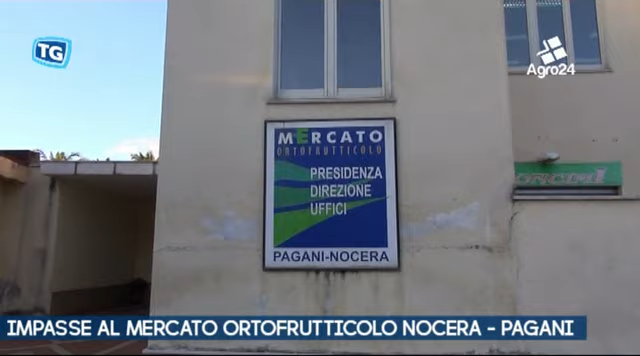 TG
Agro24
MERCATO
ORTOFRUTTICOLO
PRESIDENZA
DIREZIONE
UFFICI
PAGANI-NOCERA
IMPASSE AL MERCATO ORTOFRUTTICOLO NOCERA - PAGANI